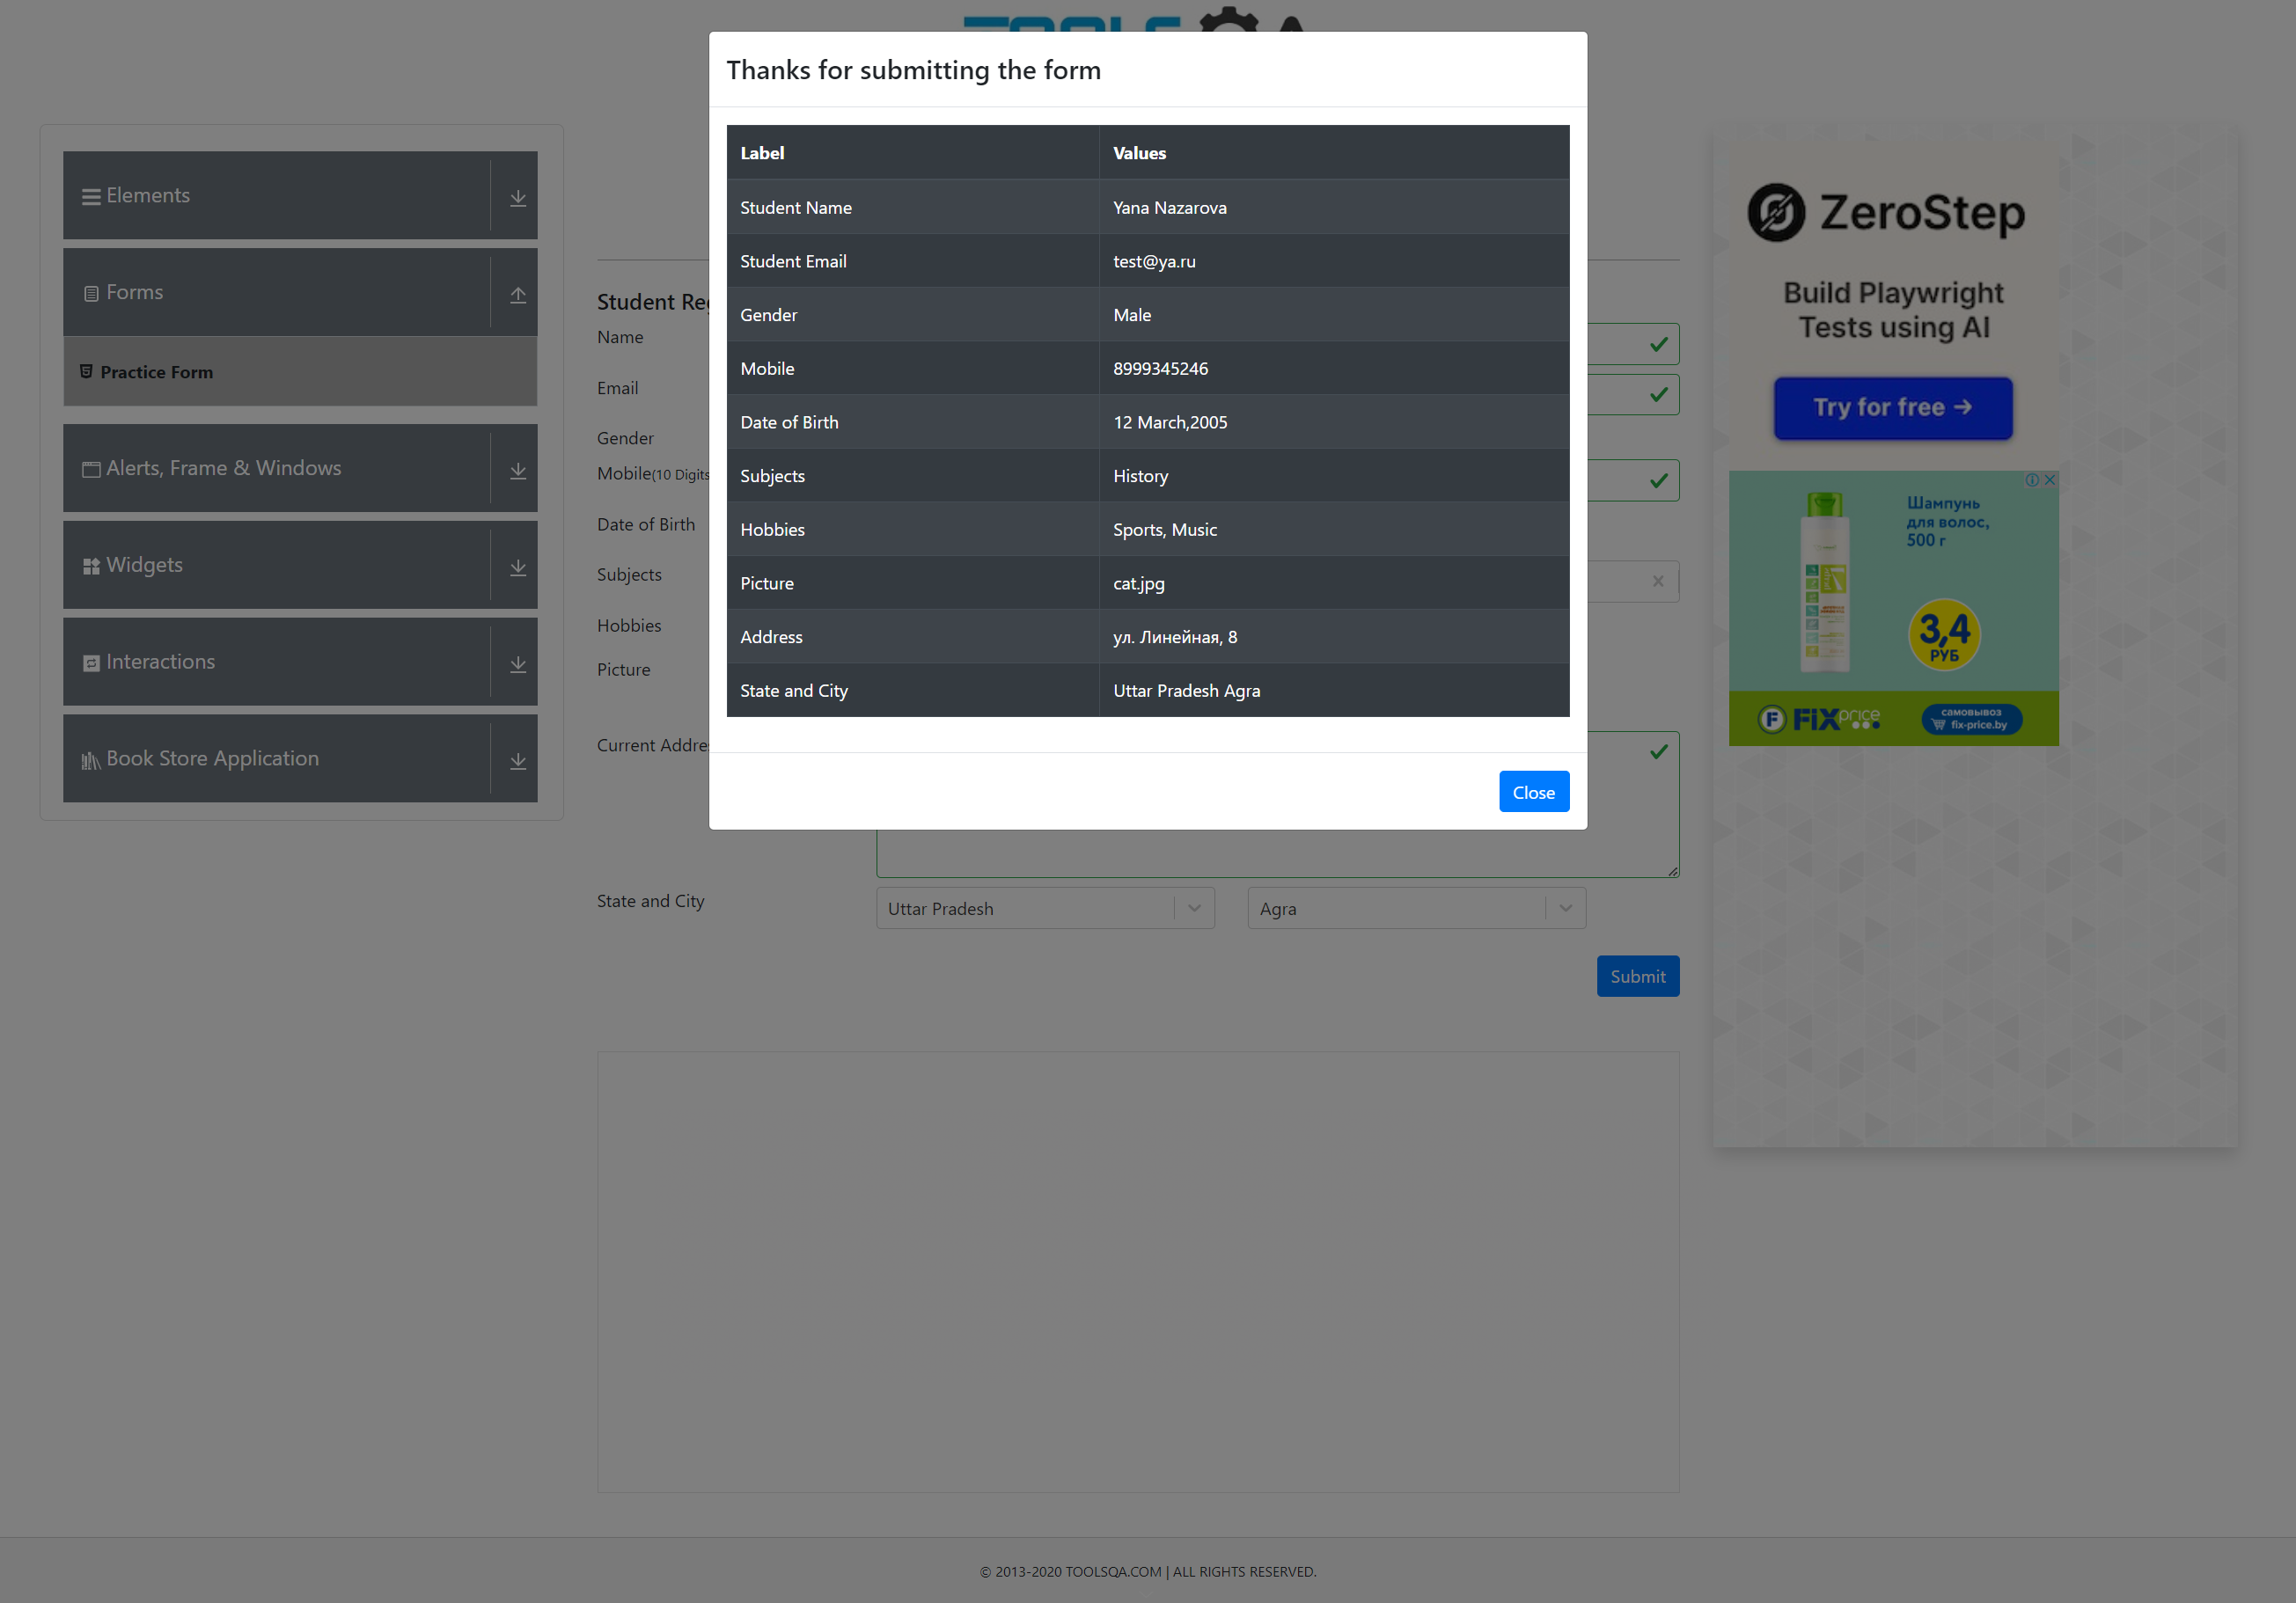 TOOLS QA
Thanks for submitting the form
Label Values
Student Name Yana Nazarova
Student Email test@ya.ru
Gender Male
Mobile 8999345246
Date of Birth 12 March,2005
Subjects History
Hobbies Sports, Music
Picture cat.jpg
Address ул. Линейная, 8
State and City Uttar Pradesh Agra
Close
Elements
Forms
Practice Form
Alerts, Frame & Windows
Widgets
Interactions
Book Store Application
Student Reg
Name
Email
Gender
Mobile(10 Digits
Date of Birth
Subjects
Hobbies
Picture
Current Addre
State and City
Uttar Pradesh
Agra
Submit
ZeroStep
Build Playwright
Tests using AI
Try for free →
Шампунь
для волос,
500 г
3,4
РУБ
FiX price
самовывоз
fix-price.by
© 2013-2020 TOOLSQA.COM | ALL RIGHTS RESERVED.